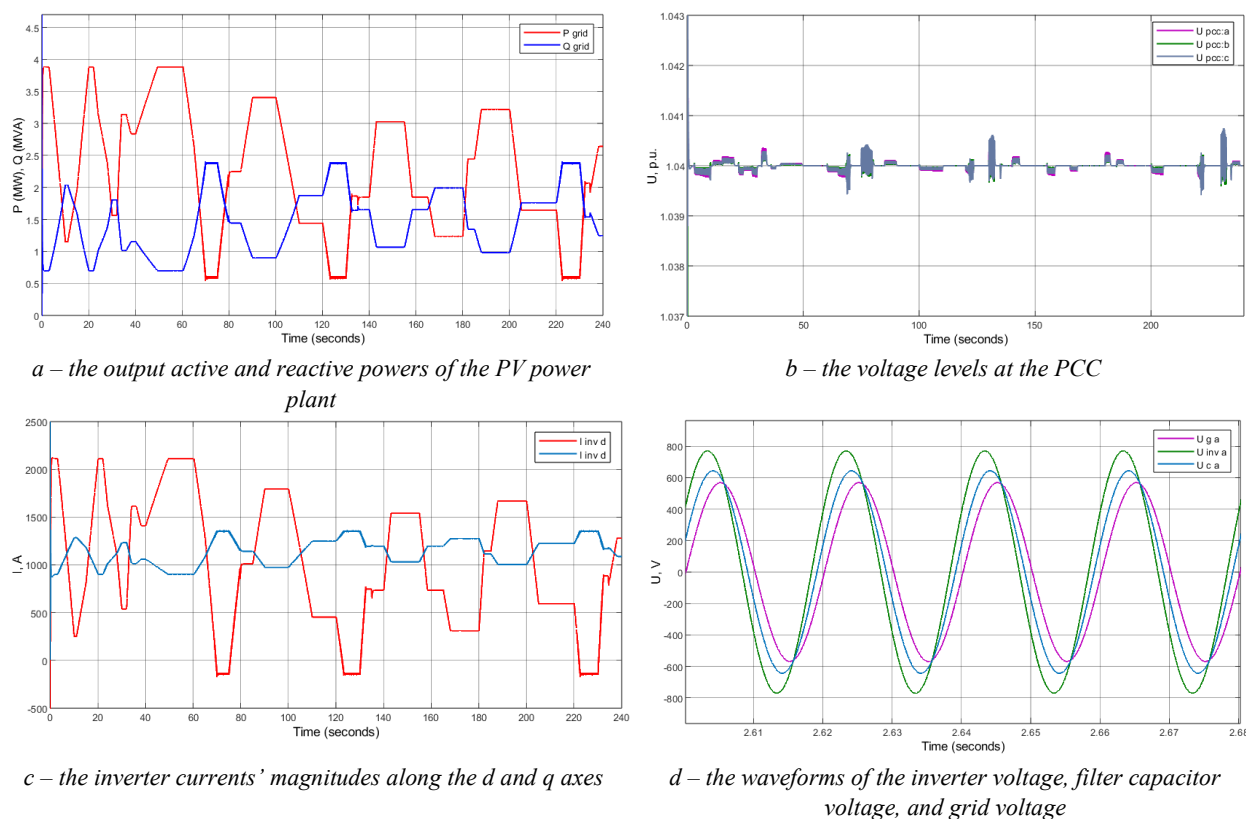 4.5
4
3.5
3
2.5
2
1.5
1
0.5
0
P (MW), Q (MVA)
P grid
Q grid
0 20 40 60 80 100 120 140 160 180 200 220 240
Time (seconds)
a – the output active and reactive powers of the PV power
plant
1.043
1.042
1.041
1.04
1.039
1.038
1.037
U, p.u.
U pcc:a
U pcc:b
U pcc:c
0 50 100 150 200
Time (seconds)
b – the voltage levels at the PCC
2500
2000
1500
1000
500
0
-500
I, A
I inv d
I inv d
0 20 40 60 80 100 120 140 160 180 200 220 240
Time (seconds)
c – the inverter currents’ magnitudes along the d and q axes
800
600
400
200
0
-200
-400
-600
-800
U, V
U g a
U inv a
U c a
2.61 2.62 2.63 2.64 2.65 2.66 2.67 2.68
Time (seconds)
d – the waveforms of the inverter voltage, filter capacitor
voltage, and grid voltage